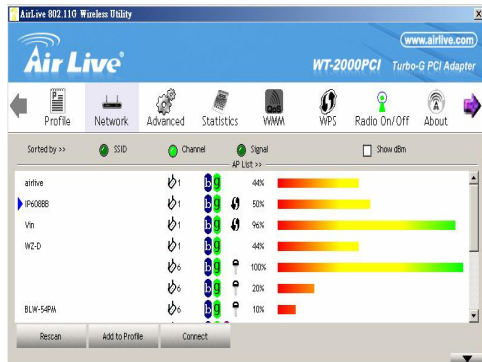 AirLive 802.11G Wireless Utility
www.airlive.com
Air Live®
WT-2000PCI Turbo-G PCI Adapter
Profile Network Advanced Statistics QoS WMM WPS Radio On/Off About
Sorted by >> SSID Channel Signal Show dBm
AP List >>
airlive 1 b g 44%
IP608BB 1 b g 50%
Vin 1 b g 96%
WZ-D 1 b g 44%
6 b g 100%
6 b g 20%
BLW-54PM 6 b g 10%
Rescan Add to Profile Connect